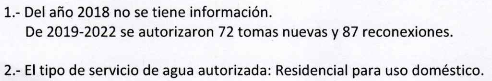 1.- Del año 2018 no se tiene información.
De 2019-2022 se autorizaron 72 tomas nuevas y 87 reconexiones.
2.- El tipo de servicio de agua autorizada: Residencial para uso doméstico.